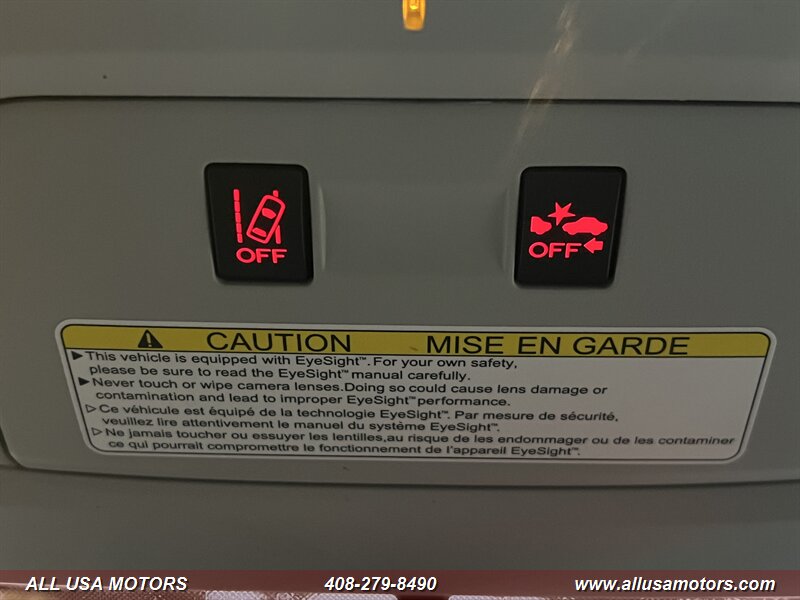 OFF OFF
CAUTION MISE EN GARDE
▶This vehicle is equipped with EyeSight™. For your own safety,
please be sure to read the EyeSight™ manual carefully.
▶Never touch or wipe camera lenses.Doing so could cause lens damage or
contamination and lead to improper EyeSight™ performance.
▷Ce véhicule est équipé de la technologie EyeSight™. Par mesure de sécurité,
veuillez lire attentivement le manuel du système EyeSight™.
▷Ne jamais toucher ou essuyer les lentilles,au risque de les endommager ou de les contaminer
ce qui pourrait compromettre le fonctionnement de l'appareil EyeSight™.
ALL USA MOTORS 408-279-8490 www.allusamotors.com